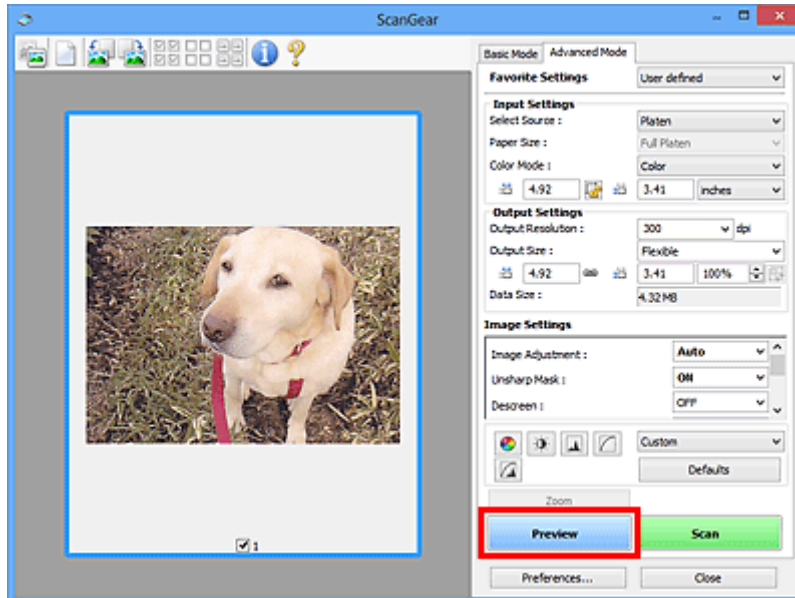 ScanGear
Basic Mode Advanced Mode
Favorite Settings User defined
Input Settings
Select Source : Platen
Paper Size : Full Platen
Color Mode : Color
4.92 3.41 inches
Output Settings
Output Resolution : 300 dpi
Output Size : Flexible
4.92 3.41 100%
Data Size : 4.32 MB
Image Settings
Image Adjustment : Auto
Unsharp Mask : ON
Descreen : OFF
Custom
Defaults
Zoom
Preview Scan
Preferences... Close
1